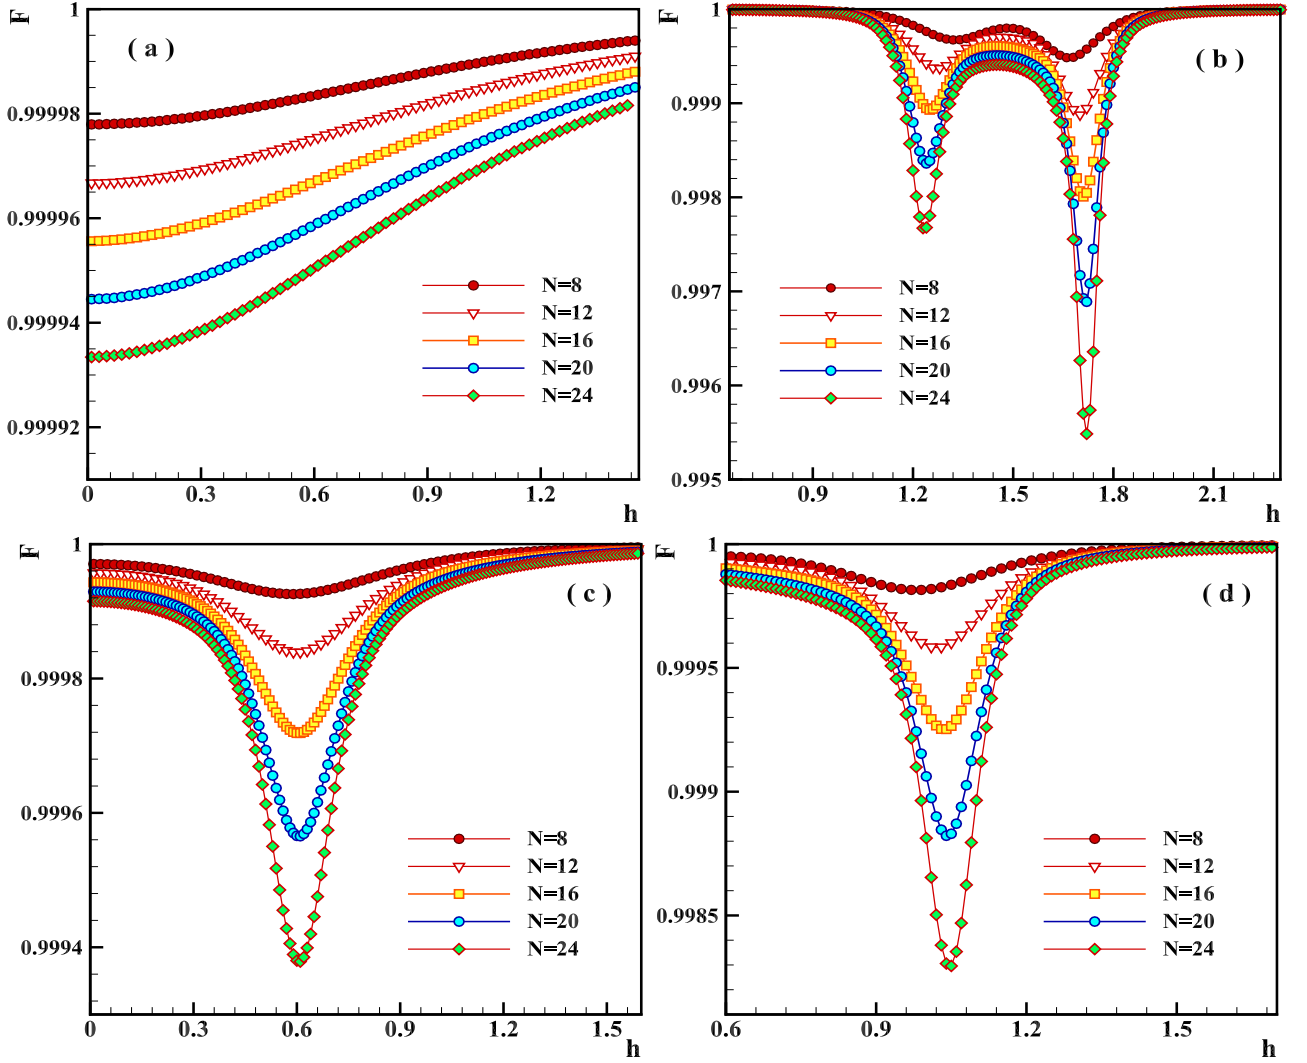 F
1
0.99998
0.99996
0.99994
0.99992
( a )
N=8
N=12
N=16
N=20
N=24
0 0.3 0.6 0.9 1.2
h
F
1
0.999
0.998
0.997
0.996
0.995
( b )
N=8
N=12
N=16
N=20
N=24
0.9 1.2 1.5 1.8 2.1
h
F
1
0.9998
0.9996
0.9994
( c )
N=8
N=12
N=16
N=20
N=24
0 0.3 0.6 0.9 1.2 1.5
h
F
1
0.9995
0.999
0.9985
( d )
N=8
N=12
N=16
N=20
N=24
0.6 0.9 1.2 1.5
h